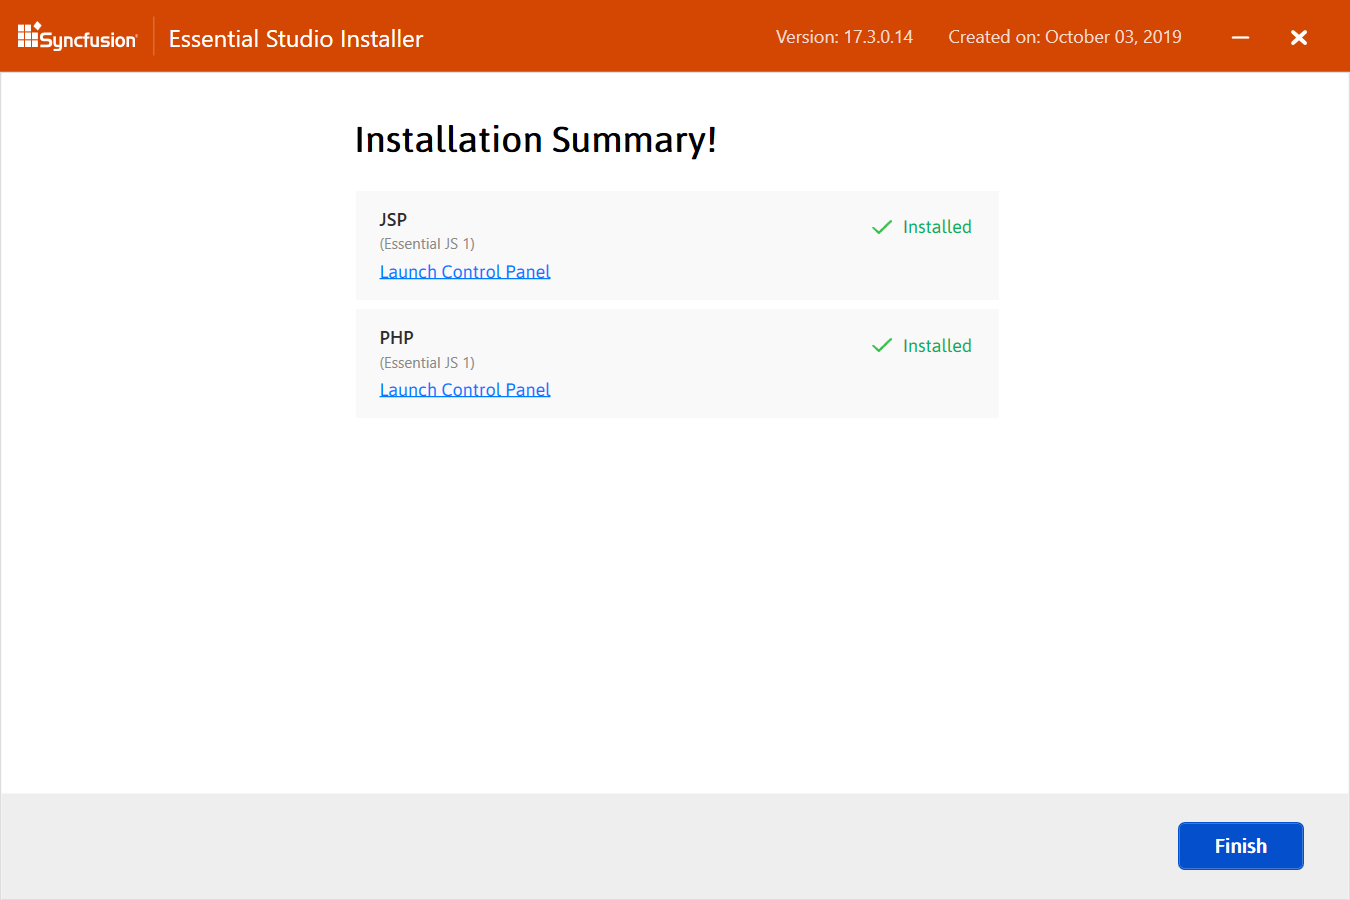 Syncfusion Essential Studio Installer Version: 17.3.0.14 Created on: October 03, 2019
Installation Summary!
JSP
Installed
(Essential JS 1)
Launch Control Panel
PHP
Installed
(Essential JS 1)
Launch Control Panel
Finish